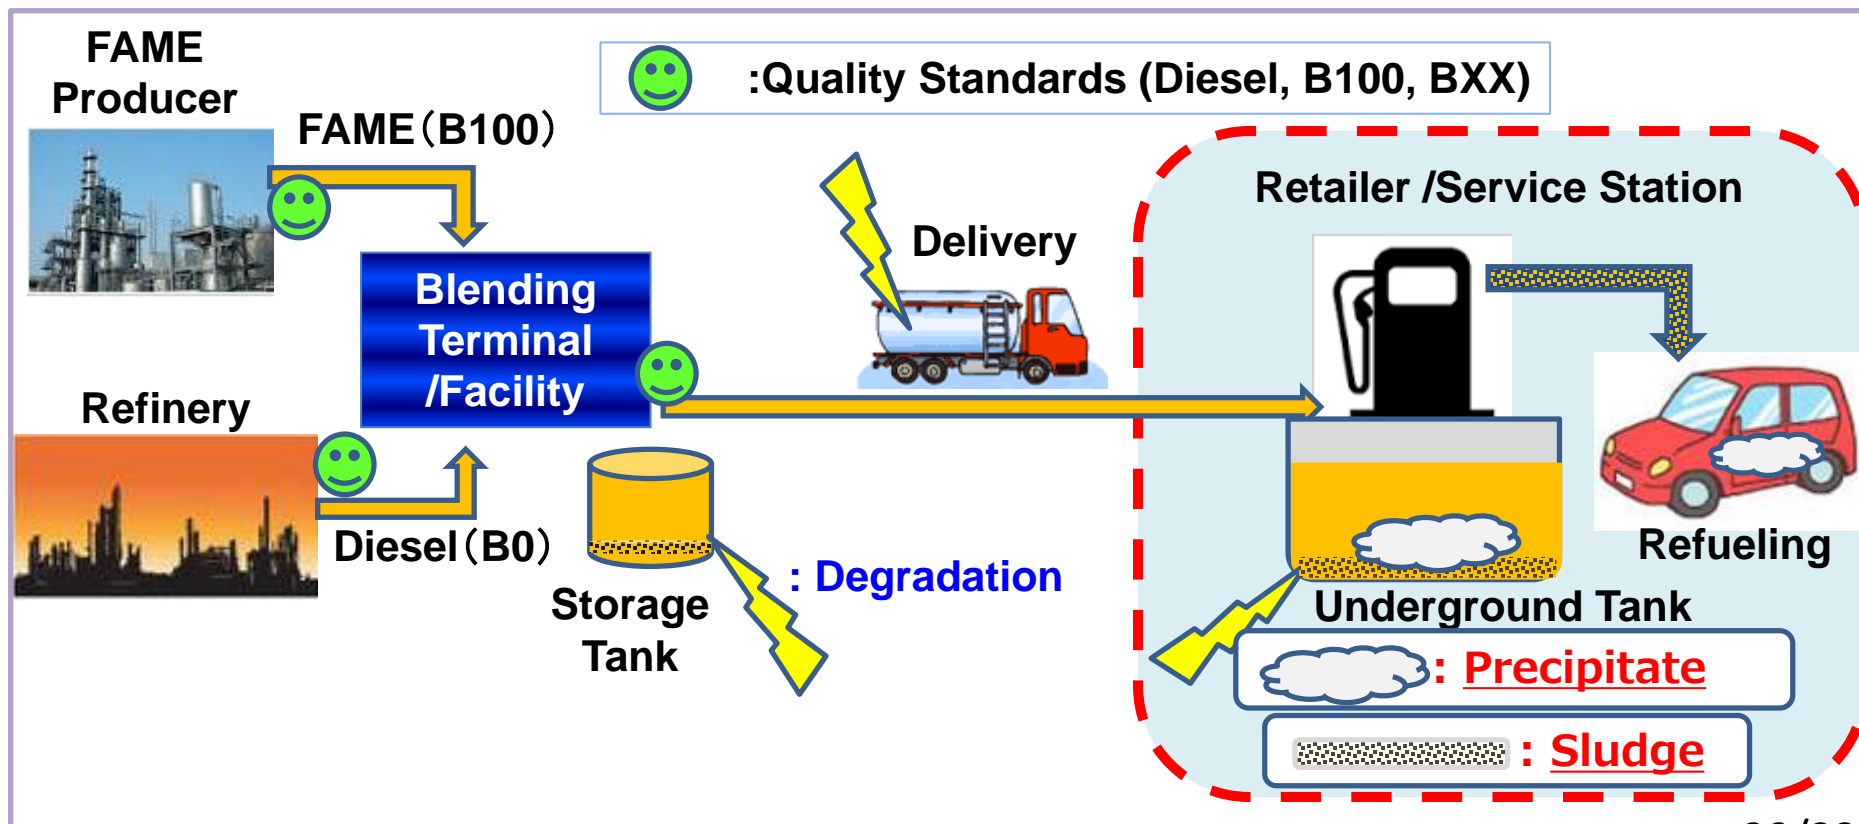 FAME
Producer
FAME（B100）
:Quality Standards (Diesel, B100, BXX)
Retailer /Service Station
Delivery
Blending
Terminal
/Facility
Refinery
Diesel（B0）
Storage
Tank
: Degradation
Refueling
Underground Tank
: Precipitate
: Sludge